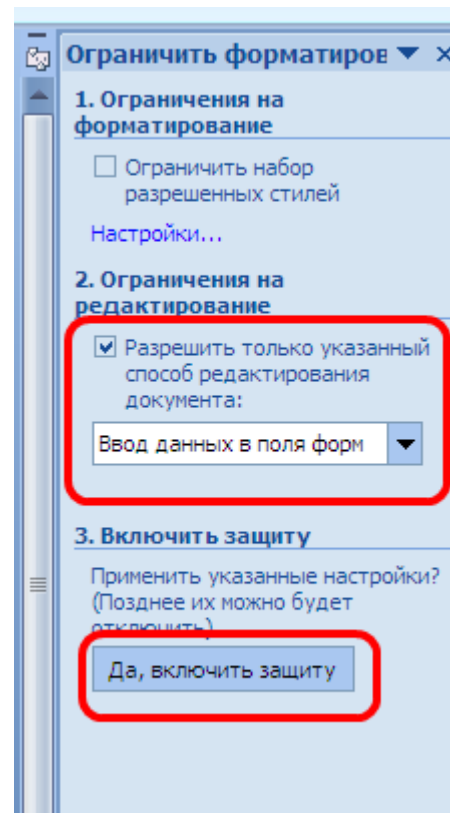 Ограничить форматиров
1. Ограничения на
форматирование
Ограничить набор
разрешенных стилей
Настройки...
2. Ограничения на
редактирование
Разрешить только указанный
способ редактирования
документа:
Ввод данных в поля форм
3. Включить защиту
Применить указанные настройки?
(Позднее их можно будет
отключить)
Да, включить защиту